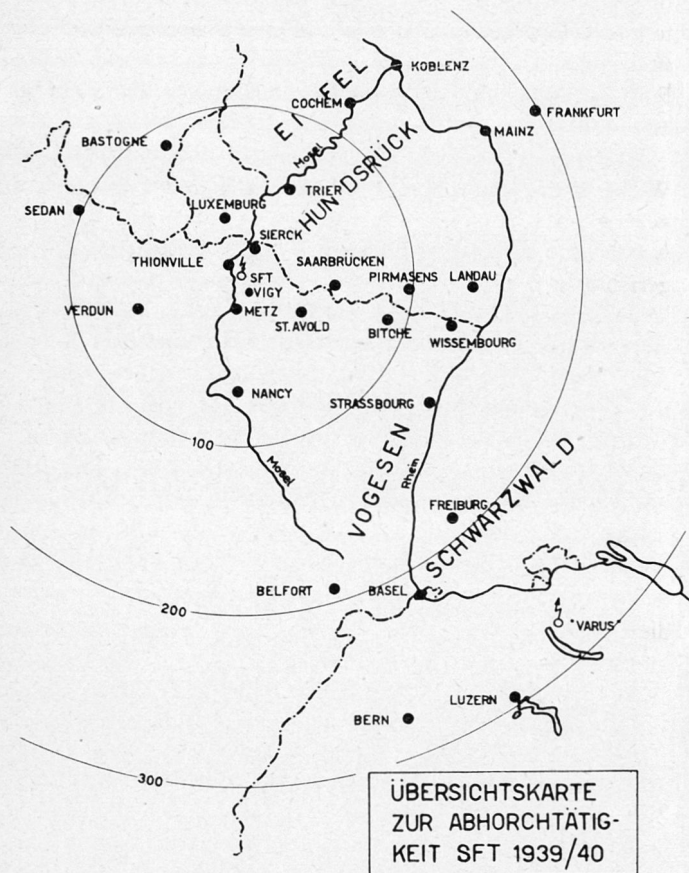 KOBLENZ
EIFEL
COCHEM
FRANKFURT
MAINZ
BASTOGNE
Mosel
HUNDSRÜCK
TRIER
SEDAN
LUXEMBURG
SIERCK
THIONVILLE
SFT
SAARBRÜCKEN
PIRMASENS
LANDAU
VIGY
VERDUN
METZ
ST.AVOLD
BITCHE
WISSEMBOURG
NANCY
STRASSBOURG
100
Mosel
VOGESEN
Rhein
SCHWARZWALD
FREIBURG
BELFORT
BASEL
200
"VARUS"
LUZERN
BERN
300
ÜBERSICHTSKARTE
ZUR ABHORCHTÄTIG-
KEIT SFT 1939/40